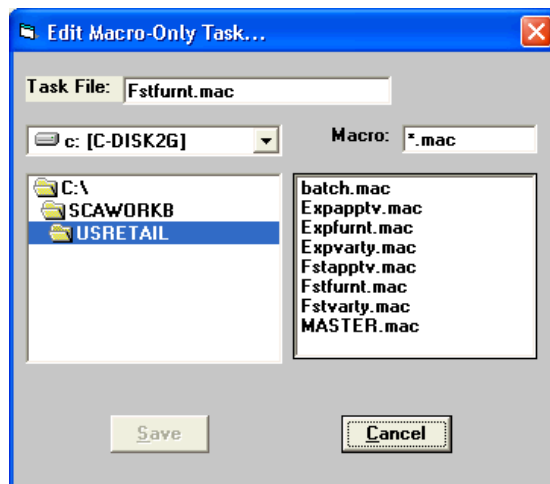 Edit Macro-Only Task...
Task File: Fstfurnt.mac
c: [C-DISK2G] Macro: *.mac
C:\
SCAWORKB
USRETAIL
batch.mac
Expapptv.mac
Expfurnt.mac
Expvarty.mac
Fstapptv.mac
Fstfurnt.mac
Fstvarty.mac
MASTER.mac
Save Cancel